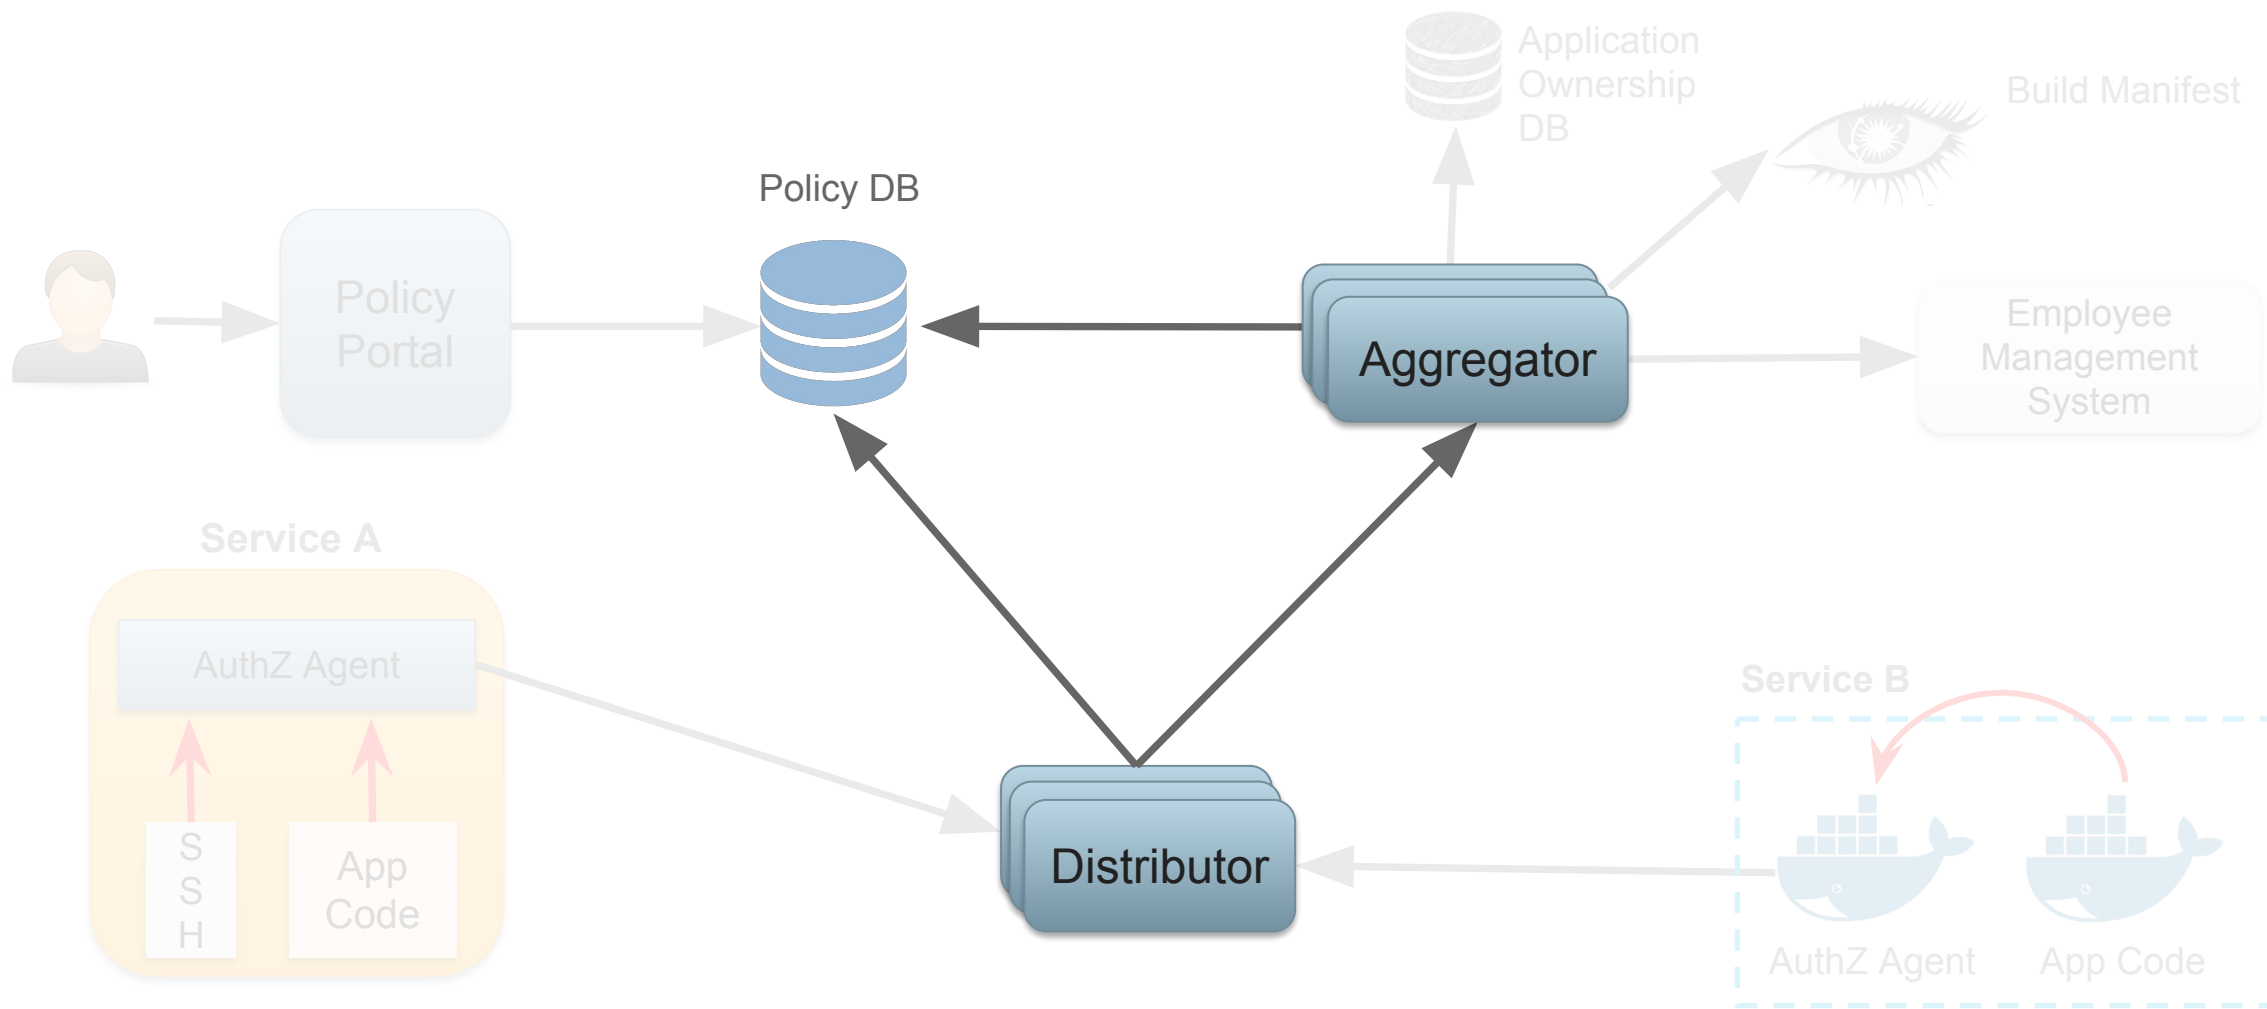 Application
Ownership
DB
Build Manifest
Policy DB
Policy
Portal
Aggregator
Employee
Management
System
Service A
AuthZ Agent
S
S
H
App
Code
Distributor
Service B
AuthZ Agent
App Code